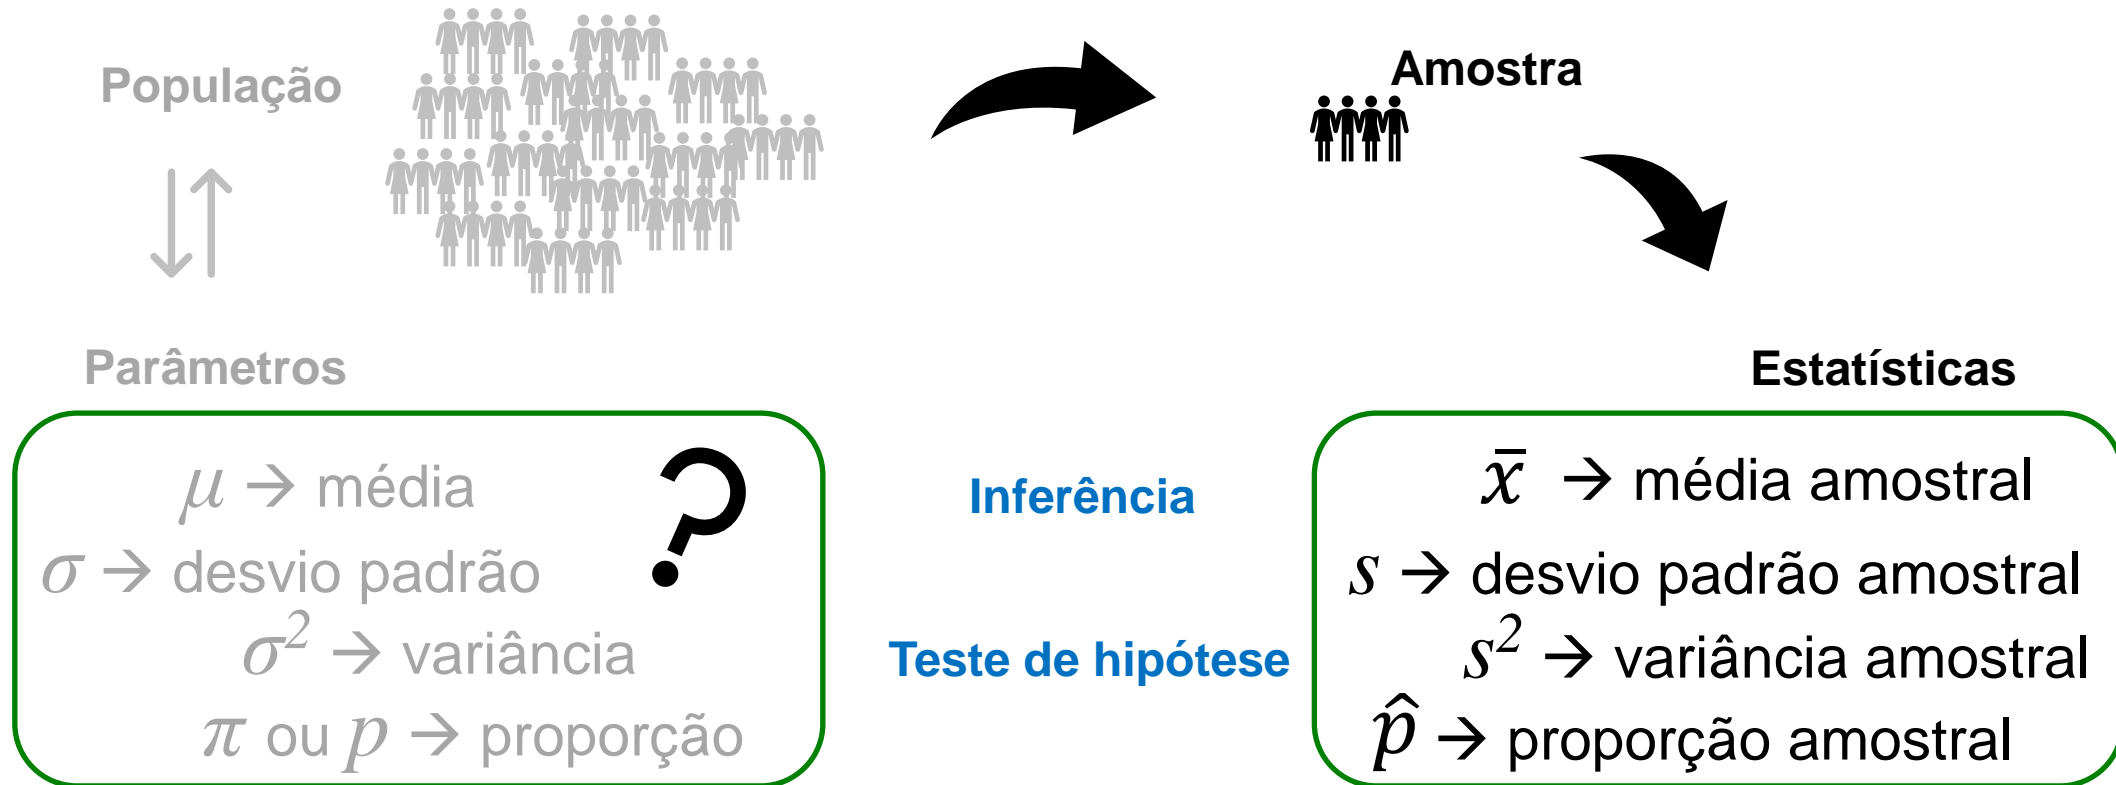 População
Amostra
Parâmetros
Estatísticas
μ → média
σ → desvio padrão
σ² → variância
π ou p → proporção
?
Inferência
Teste de hipótese
x̄ → média amostral
s → desvio padrão amostral
s² → variância amostral
p̂ → proporção amostral